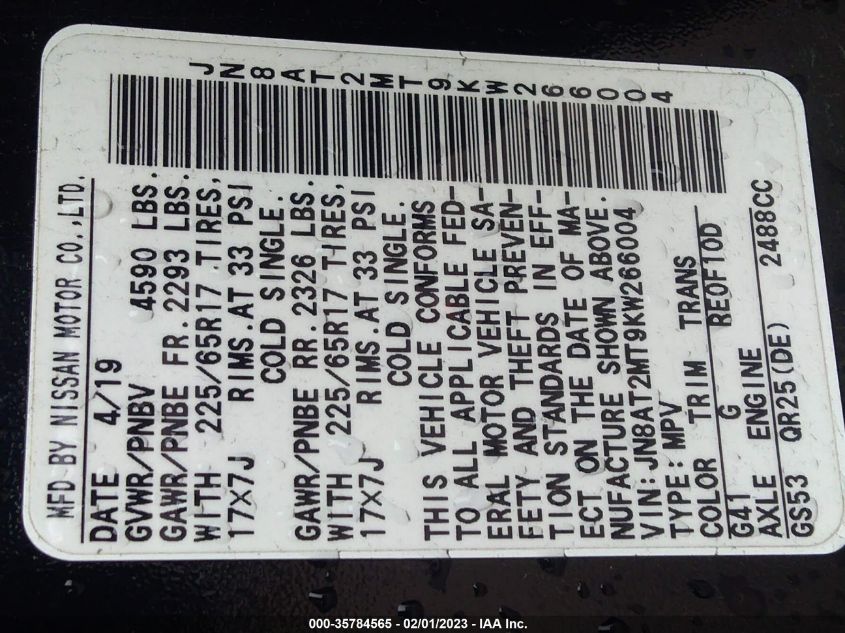 MFD BY NISSAN MOTOR CO.,LTD.
JN8AT2MT9KW266004
DATE 4/19
GVWR/PNBV 4590 LBS.
GAWR/PNBE FR.2293 LBS.
WITH 225/65R17 TIRES,
17X7J RIMS.AT 33 PSI
COLD SINGLE.
GAWR/PNBE RR.2326 LBS.
WITH 225/65R17 TIRES,
17X7J RIMS.AT 33 PSI
COLD SINGLE.
THIS VEHICLE CONFORMS
TO ALL APPLICABLE FED-
ERAL MOTOR VEHICLE SA-
FETY AND THEFT PREVEN-
TION STANDARDS IN EFF-
ECT ON THE DATE OF MA-
NUFACTURE SHOWN ABOVE.
VIN:JN8AT2MT9KW266004
TYPE:MPV
COLOR TRIM TRANS
G41 G RE0F10D
AXLE ENGINE
GS53 QR25(DE) 2488CC
000-35784565 - 02/01/2023 - IAA Inc.